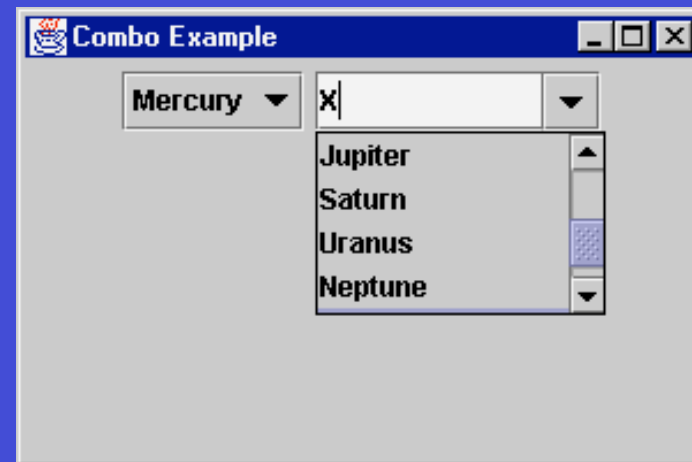 Combo Example
Mercury X
Jupiter
Saturn
Uranus
Neptune